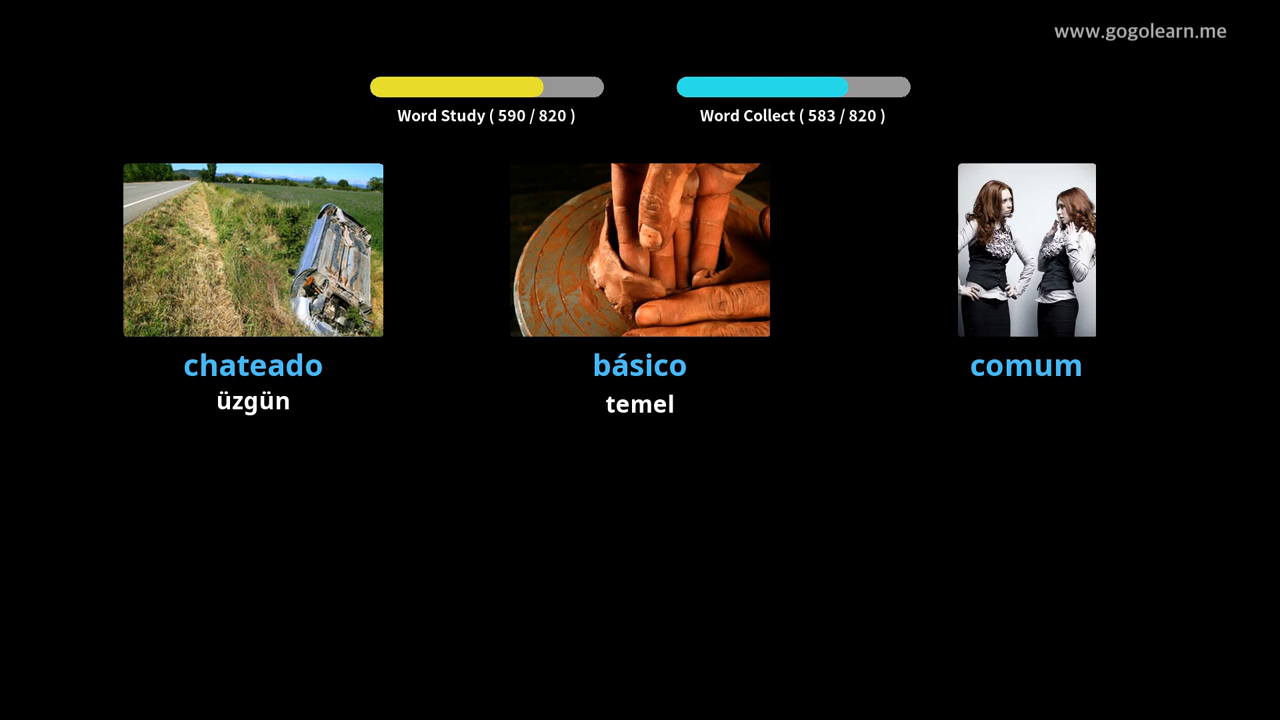 www.gogolearn.me
Word Study ( 590 / 820 )
Word Collect ( 583 / 820 )
chateado
üzgün
básico
temel
comum